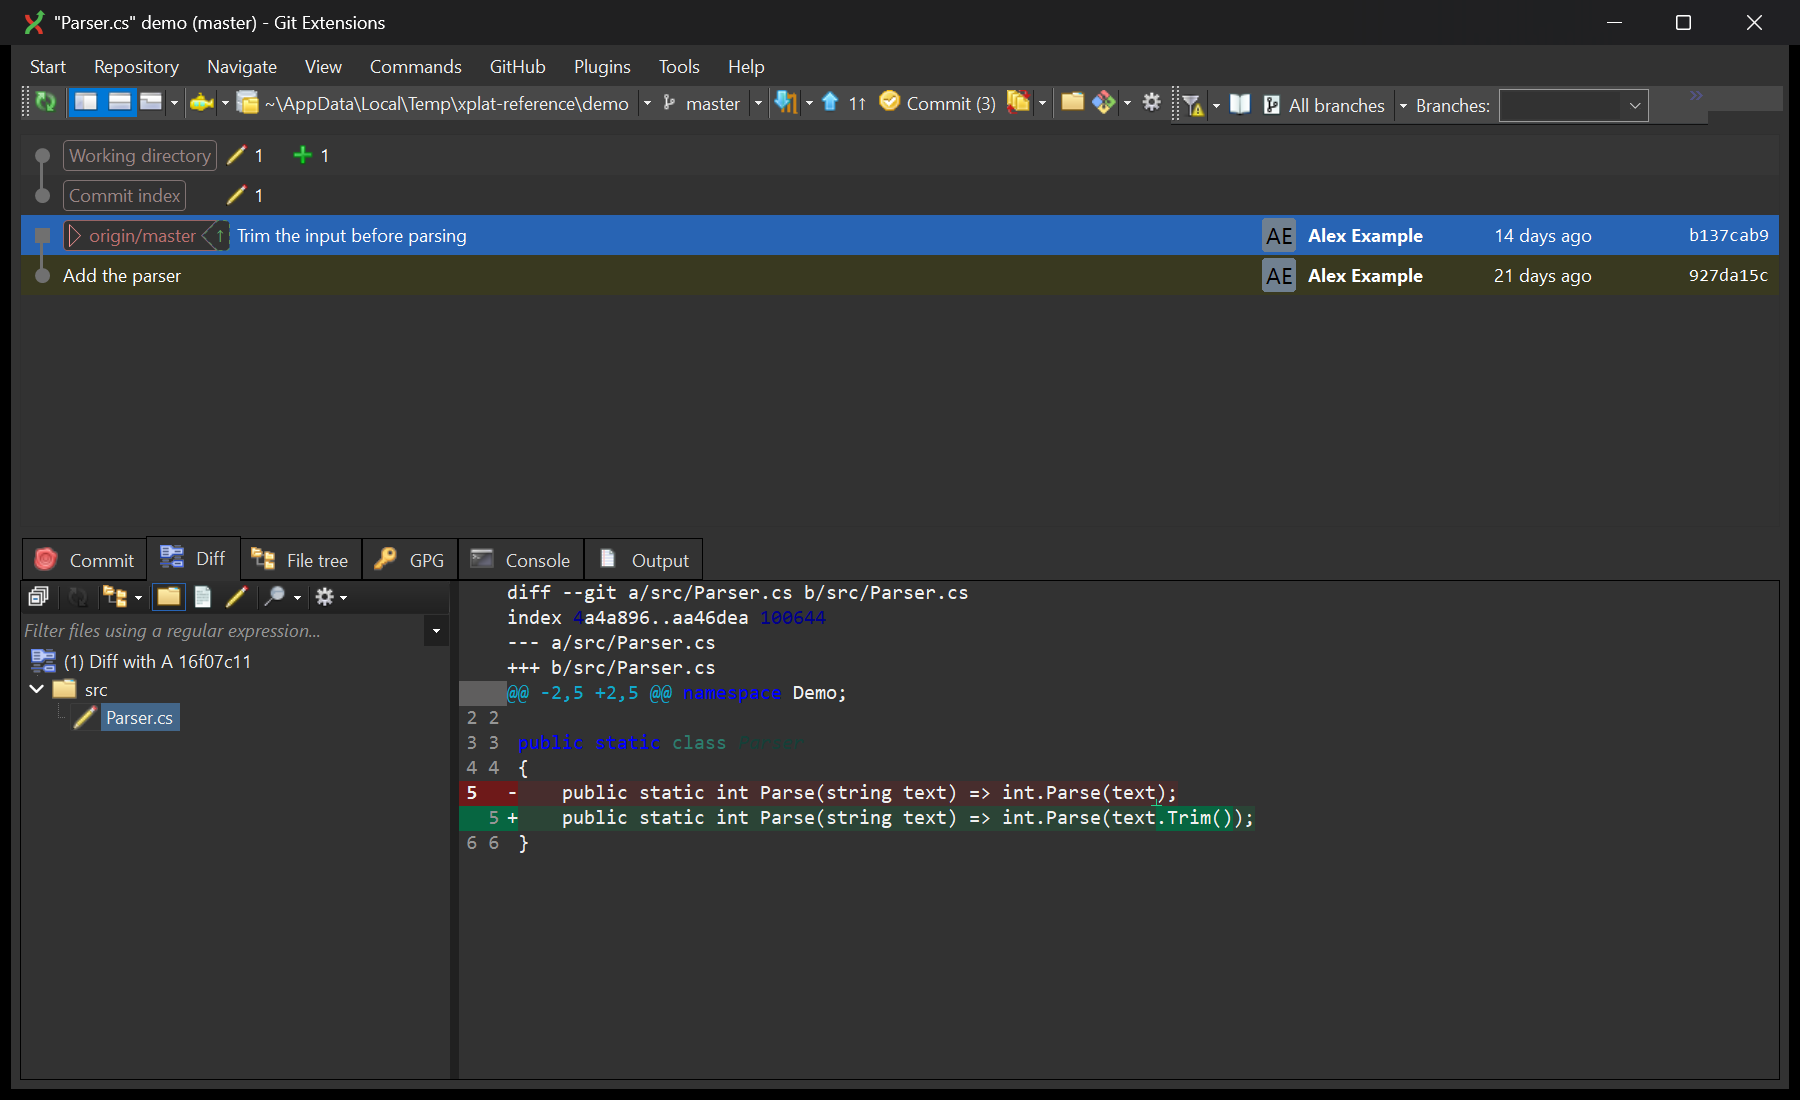 "Parser.cs" demo (master) - Git Extensions
Start Repository Navigate View Commands GitHub Plugins Tools Help
~\AppData\Local\Temp\xplat-reference\demo master 1↑ Commit (3) All branches Branches: »
Working directory 1 1
Commit index 1
origin/master ↑ Trim the input before parsing AE Alex Example 14 days ago b137cab9
Add the parser AE Alex Example 21 days ago 927da15c
Commit Diff File tree GPG Console Output
Filter files using a regular expression...
(1) Diff with A 16f07c11
src
Parser.cs
diff --git a/src/Parser.cs b/src/Parser.cs
index 4a4a896..aa46dea 100644
--- a/src/Parser.cs
+++ b/src/Parser.cs
@@ -2,5 +2,5 @@ namespace Demo;
2 2
3 3 public static class
4 4 {
5 - public static int Parse(string text) => int.Parse(text);
5 + public static int Parse(string text) => int.Parse(text.Trim());
6 6 }